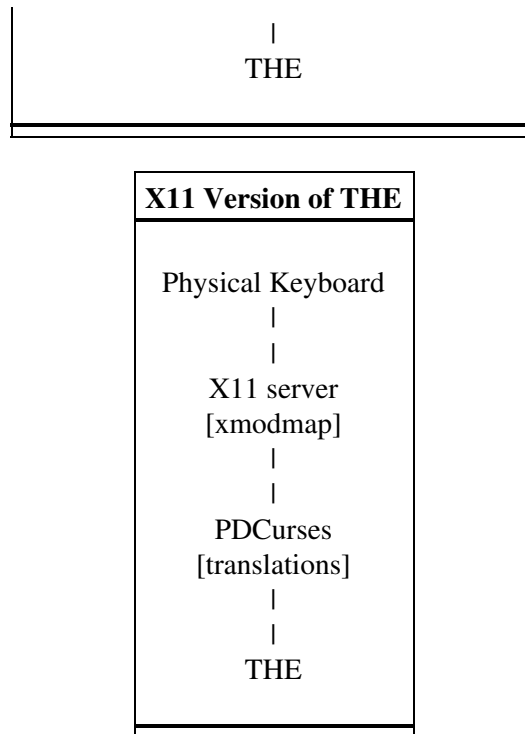 |
THE
X11 Version of THE
Physical Keyboard
|
|
X11 server
[xmodmap]
|
|
PDCurses
[translations]
|
|
THE